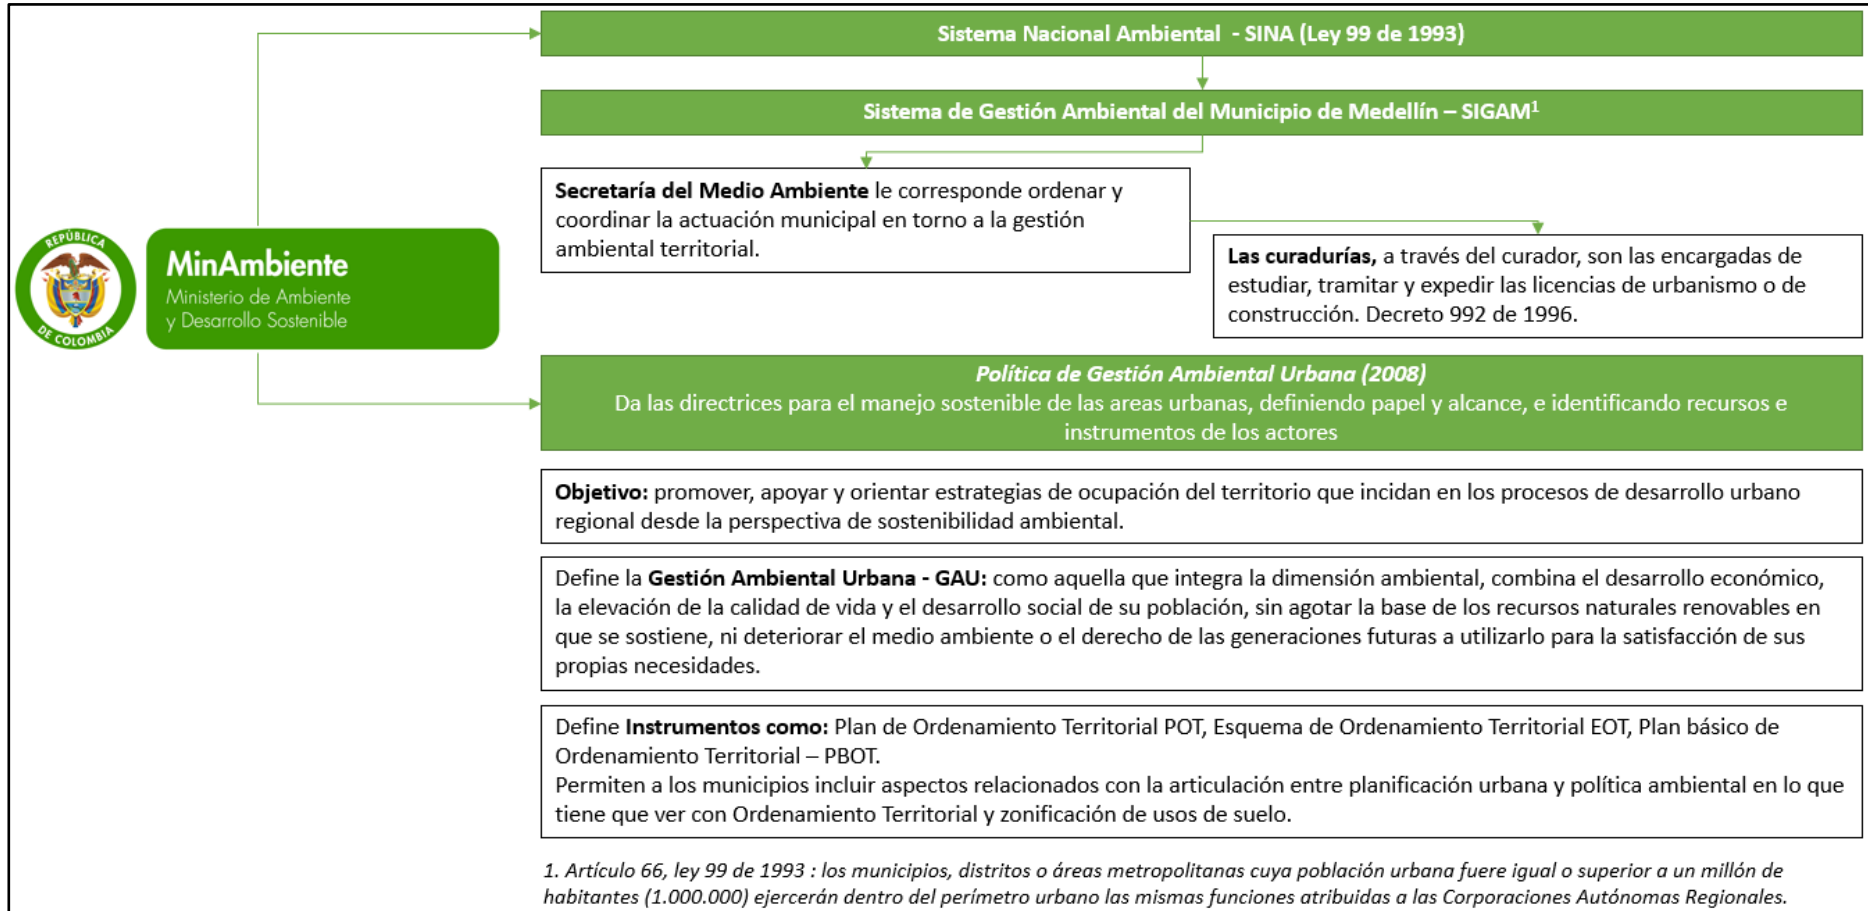 Sistema Nacional Ambiental - SINA (Ley 99 de 1993)
Sistema de Gestión Ambiental del Municipio de Medellín – SIGAM¹
Secretaría del Medio Ambiente le corresponde ordenar y
coordinar la actuación municipal en torno a la gestión
ambiental territorial.
Las curadurías, a través del curador, son las encargadas de
estudiar, tramitar y expedir las licencias de urbanismo o de
construcción. Decreto 992 de 1996.
REPÚBLICA
DE COLOMBIA
MinAmbiente
Ministerio de Ambiente
y Desarrollo Sostenible
Política de Gestión Ambiental Urbana (2008)
Da las directrices para el manejo sostenible de las areas urbanas, definiendo papel y alcance, e identificando recursos e
instrumentos de los actores
Objetivo: promover, apoyar y orientar estrategias de ocupación del territorio que incidan en los procesos de desarrollo urbano
regional desde la perspectiva de sostenibilidad ambiental.
Define la Gestión Ambiental Urbana - GAU: como aquella que integra la dimensión ambiental, combina el desarrollo económico,
la elevación de la calidad de vida y el desarrollo social de su población, sin agotar la base de los recursos naturales renovables en
que se sostiene, ni deteriorar el medio ambiente o el derecho de las generaciones futuras a utilizarlo para la satisfacción de sus
propias necesidades.
Define Instrumentos como: Plan de Ordenamiento Territorial POT, Esquema de Ordenamiento Territorial EOT, Plan básico de
Ordenamiento Territorial – PBOT.
Permiten a los municipios incluir aspectos relacionados con la articulación entre planificación urbana y política ambiental en lo que
tiene que ver con Ordenamiento Territorial y zonificación de usos de suelo.
1. Artículo 66, ley 99 de 1993 : los municipios, distritos o áreas metropolitanas cuya población urbana fuere igual o superior a un millón de
habitantes (1.000.000) ejercerán dentro del perímetro urbano las mismas funciones atribuidas a las Corporaciones Autónomas Regionales.